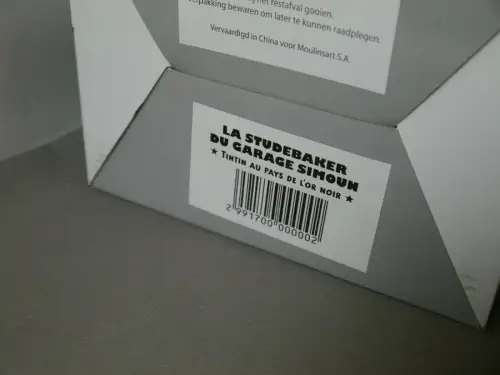 het restafval gooien.
verpakking bewaren om later te kunnen raadplegen.
Vervaardigd in China voor Moulinsart S.A.
LA STUDEBAKER
DU GARAGE SIMOUN
★ TINTIN AU PAYS DE L'OR NOIR ★
2 991700 000002